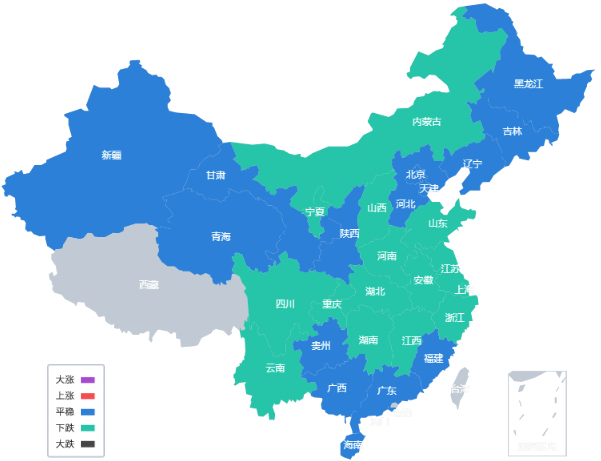 黑龙江
内蒙古
吉林
新疆
辽宁
甘肃
北京
天津
河北
宁夏
山西
山东
陕西
青海
河南
江苏
安徽
西藏
上海
湖北
四川
重庆
浙江
湖南
江西
贵州
福建
云南
广西
广东
台湾
海南
大涨
上涨
平稳
下跌
大跌